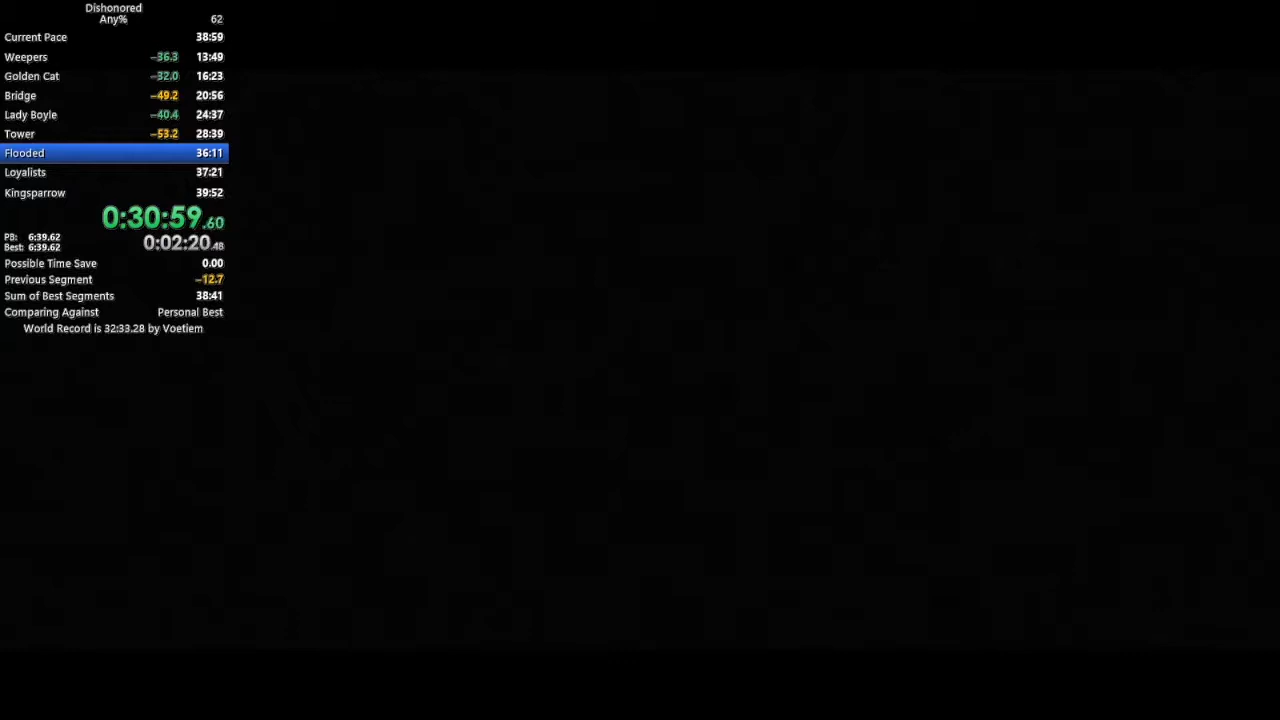 Dishonored
Any% 62
Current Pace 38:59
Weepers −36.3 13:49
Golden Cat −32.0 16:23
Bridge −49.2 20:56
Lady Boyle −40.4 24:37
Tower −53.2 28:39
Flooded 36:11
Loyalists 37:21
Kingsparrow 39:52
0:30:59.60
PB: 6:39.62
Best: 6:39.62
0:02:20.48
Possible Time Save 0.00
Previous Segment −12.7
Sum of Best Segments 38:41
Comparing Against Personal Best
World Record is 32:33.28 by Voetiem